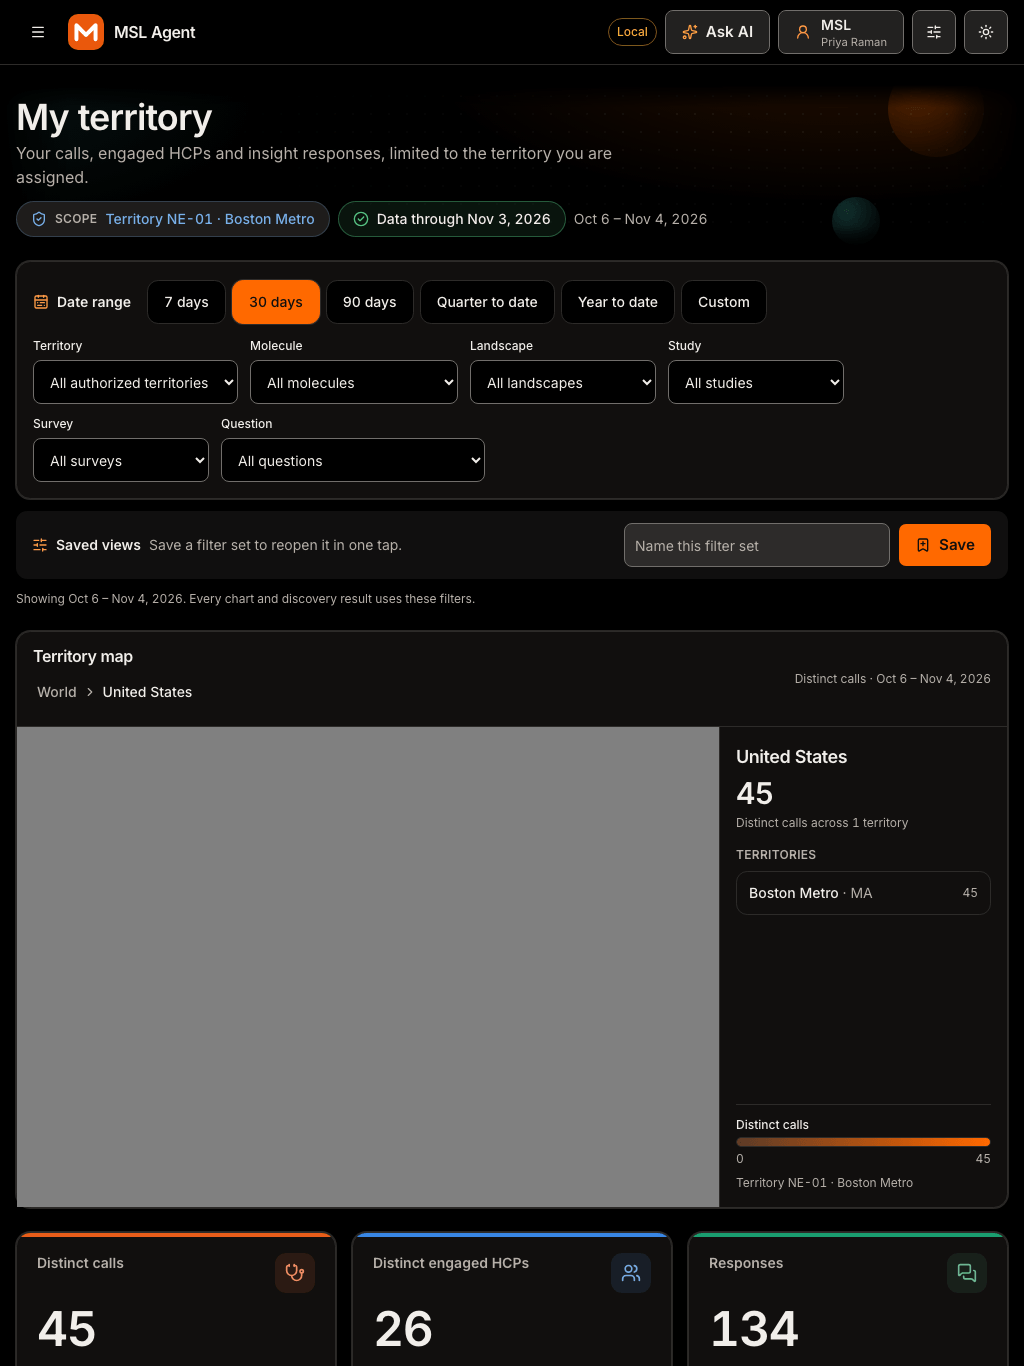 MSL Agent
Local
Ask AI
MSL
Priya Raman
My territory
Your calls, engaged HCPs and insight responses, limited to the territory you are
assigned.
SCOPE Territory NE-01 · Boston Metro
Data through Nov 3, 2026
Oct 6 – Nov 4, 2026
Date range
7 days
30 days
90 days
Quarter to date
Year to date
Custom
Territory
Molecule
Landscape
Study
All authorized territories
All molecules
All landscapes
All studies
Survey
Question
All surveys
All questions
Saved views Save a filter set to reopen it in one tap.
Name this filter set
Save
Showing Oct 6 – Nov 4, 2026. Every chart and discovery result uses these filters.
Territory map
World > United States
Distinct calls · Oct 6 – Nov 4, 2026
United States
45
Distinct calls across 1 territory
TERRITORIES
Boston Metro · MA 45
Distinct calls
0 45
Territory NE-01 · Boston Metro
Distinct calls
45
Distinct engaged HCPs
26
Responses
134